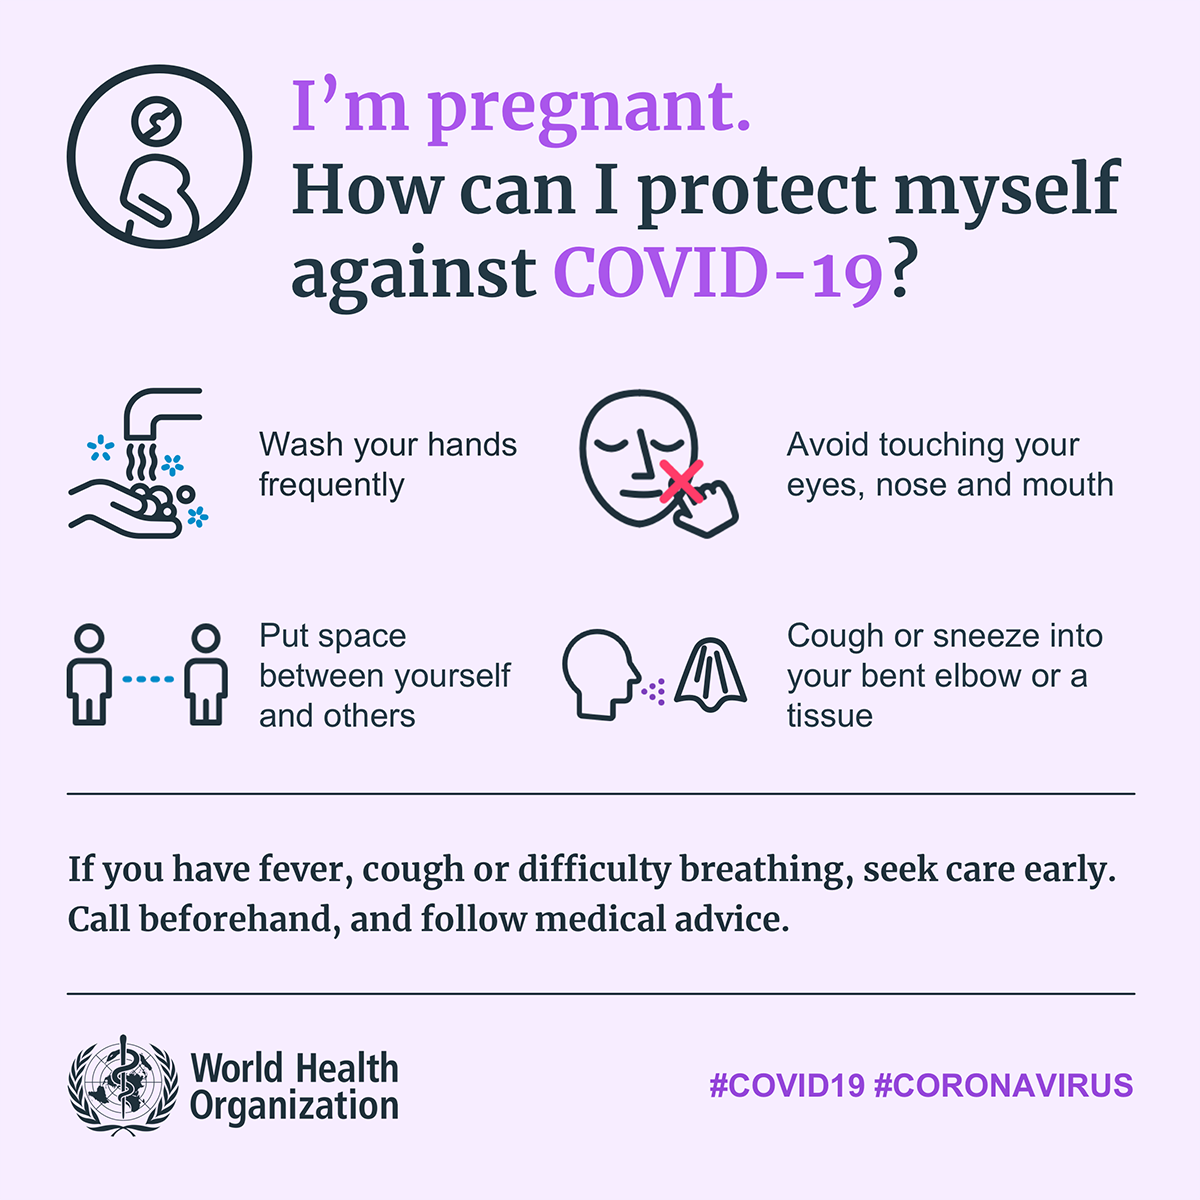 I’m pregnant.
How can I protect myself
against COVID-19?
Wash your hands
frequently
Avoid touching your
eyes, nose and mouth
Put space
between yourself
and others
Cough or sneeze into
your bent elbow or a
tissue
If you have fever, cough or difficulty breathing, seek care early.
Call beforehand, and follow medical advice.
World Health
Organization
#COVID19 #CORONAVIRUS